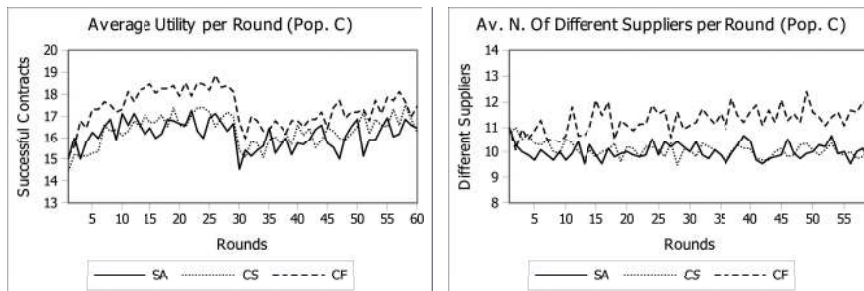 Average Utility per Round (Pop. C)
Successful Contracts
20
19
18
17
16
15
14
13
5 10 15 20 25 30 35 40 45 50 55 60
Rounds
SA CS CF
Av. N. Of Different Suppliers per Round (Pop. C)
Different Suppliers
14
13
12
11
10
9
8
5 10 15 20 25 30 35 40 45 50 55
Rounds
SA CS CF